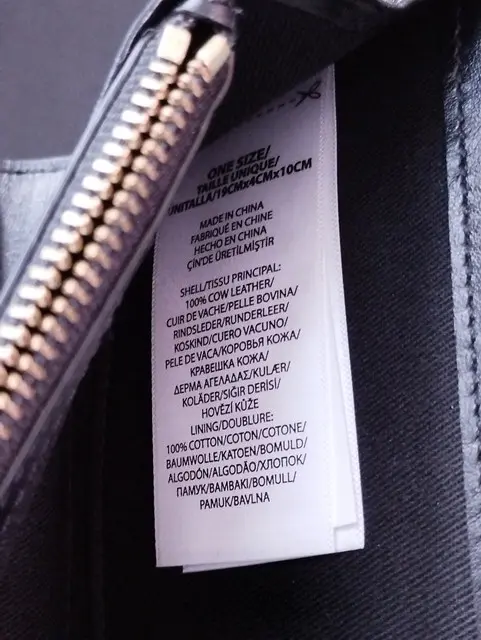 ONE SIZE/
TAILLE UNIQUE/
UNITALLA/19CMx4CMx10CM
MADE IN CHINA
FABRIQUÉ EN CHINE
HECHO EN CHINA
ÇİN'DE ÜRETİLMİŞTİR
SHELL/TISSU PRINCIPAL:
100% COW LEATHER/
CUIR DE VACHE/PELLE BOVINA/
RINDSLEDER/RUNDERLEER/
KOSKIND/CUERO VACUNO/
PELE DE VACA/КОРОВЬЯ КОЖА/
КРАВЕШКА КОЖА/
ΔΕΡΜΑ ΑΓΕΛΑΔΑΣ/KULÆR/
KOLÄDER/SIĞIR DERİSİ/
HOVĚZÍ KŮŽE
LINING/DOUBLURE:
100% COTTON/COTON/COTONE/
BAUMWOLLE/KATOEN/BOMULD/
ALGODÓN/ALGODÃO/ХЛОПОК/
ПАМУК/BAMBAKI/BOMULL/
PAMUK/BAVLNA